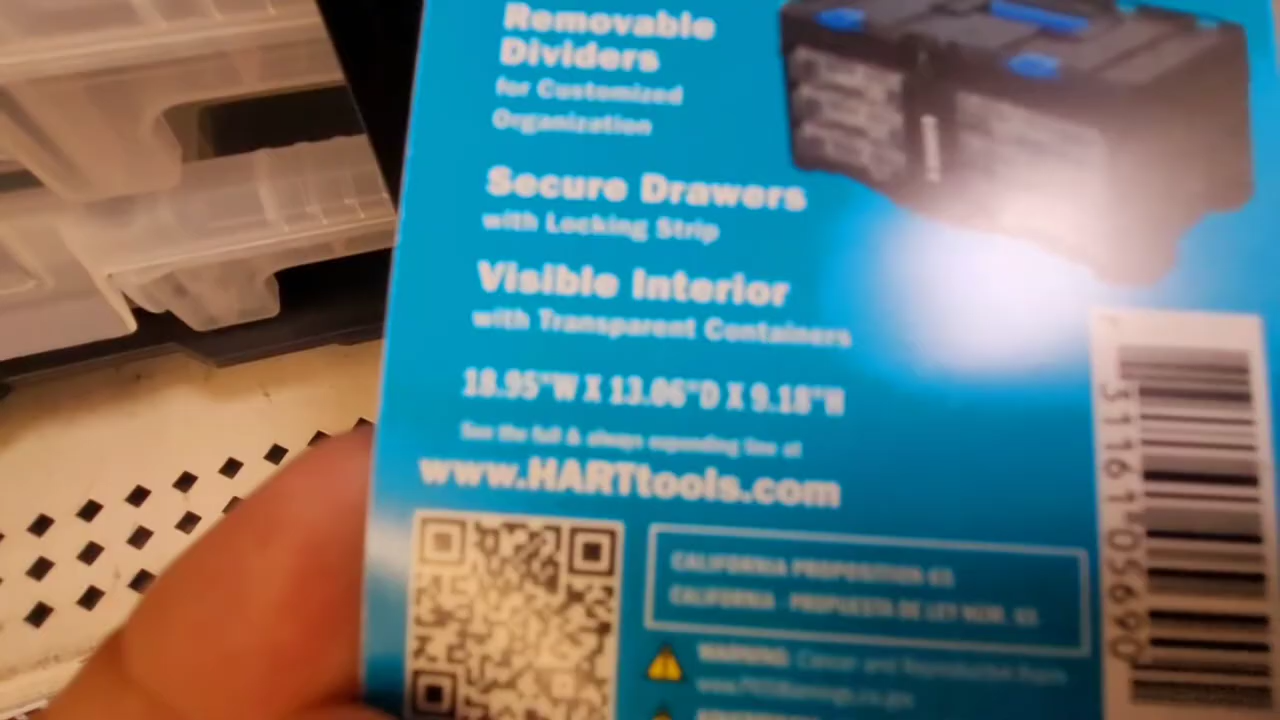 Removable
Dividers
for Customized
Organization
Secure Drawers
with Locking Strip
Visible Interior
with Transparent Containers
18.95"W X 13.06"D X 9.18"H
See the full & always expanding line at
www.HARTtools.com
CALIFORNIA PROPOSITION 65
CALIFORNIA - PROPUESTA DE LEY NÚM. 65
WARNING: Cancer and Reproductive Harm
www.P65Warnings.ca.gov